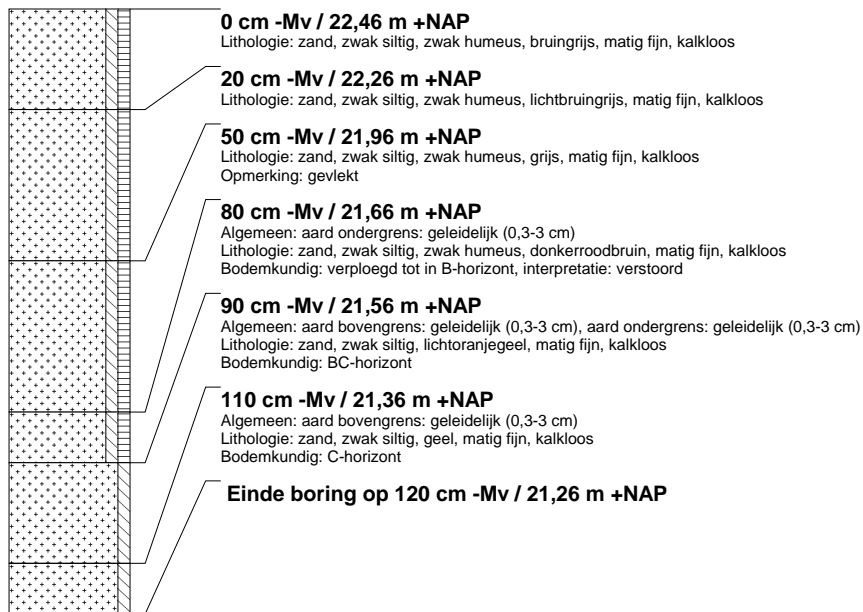 0 cm -Mv / 22,46 m +NAP
Lithologie: zand, zwak siltig, zwak humeus, bruingrijs, matig fijn, kalkloos
20 cm -Mv / 22,26 m +NAP
Lithologie: zand, zwak siltig, zwak humeus, lichtbruingrijs, matig fijn, kalkloos
50 cm -Mv / 21,96 m +NAP
Lithologie: zand, zwak siltig, zwak humeus, grijs, matig fijn, kalkloos
Opmerking: gevlekt
80 cm -Mv / 21,66 m +NAP
Algemeen: aard ondergrens: geleidelijk (0,3-3 cm)
Lithologie: zand, zwak siltig, zwak humeus, donkerroodbruin, matig fijn, kalkloos
Bodemkundig: verploegd tot in B-horizont, interpretatie: verstoord
90 cm -Mv / 21,56 m +NAP
Algemeen: aard bovengrens: geleidelijk (0,3-3 cm), aard ondergrens: geleidelijk (0,3-3 cm)
Lithologie: zand, zwak siltig, lichtoranjegeel, matig fijn, kalkloos
Bodemkundig: BC-horizont
110 cm -Mv / 21,36 m +NAP
Algemeen: aard bovengrens: geleidelijk (0,3-3 cm)
Lithologie: zand, zwak siltig, geel, matig fijn, kalkloos
Bodemkundig: C-horizont
Einde boring op 120 cm -Mv / 21,26 m +NAP